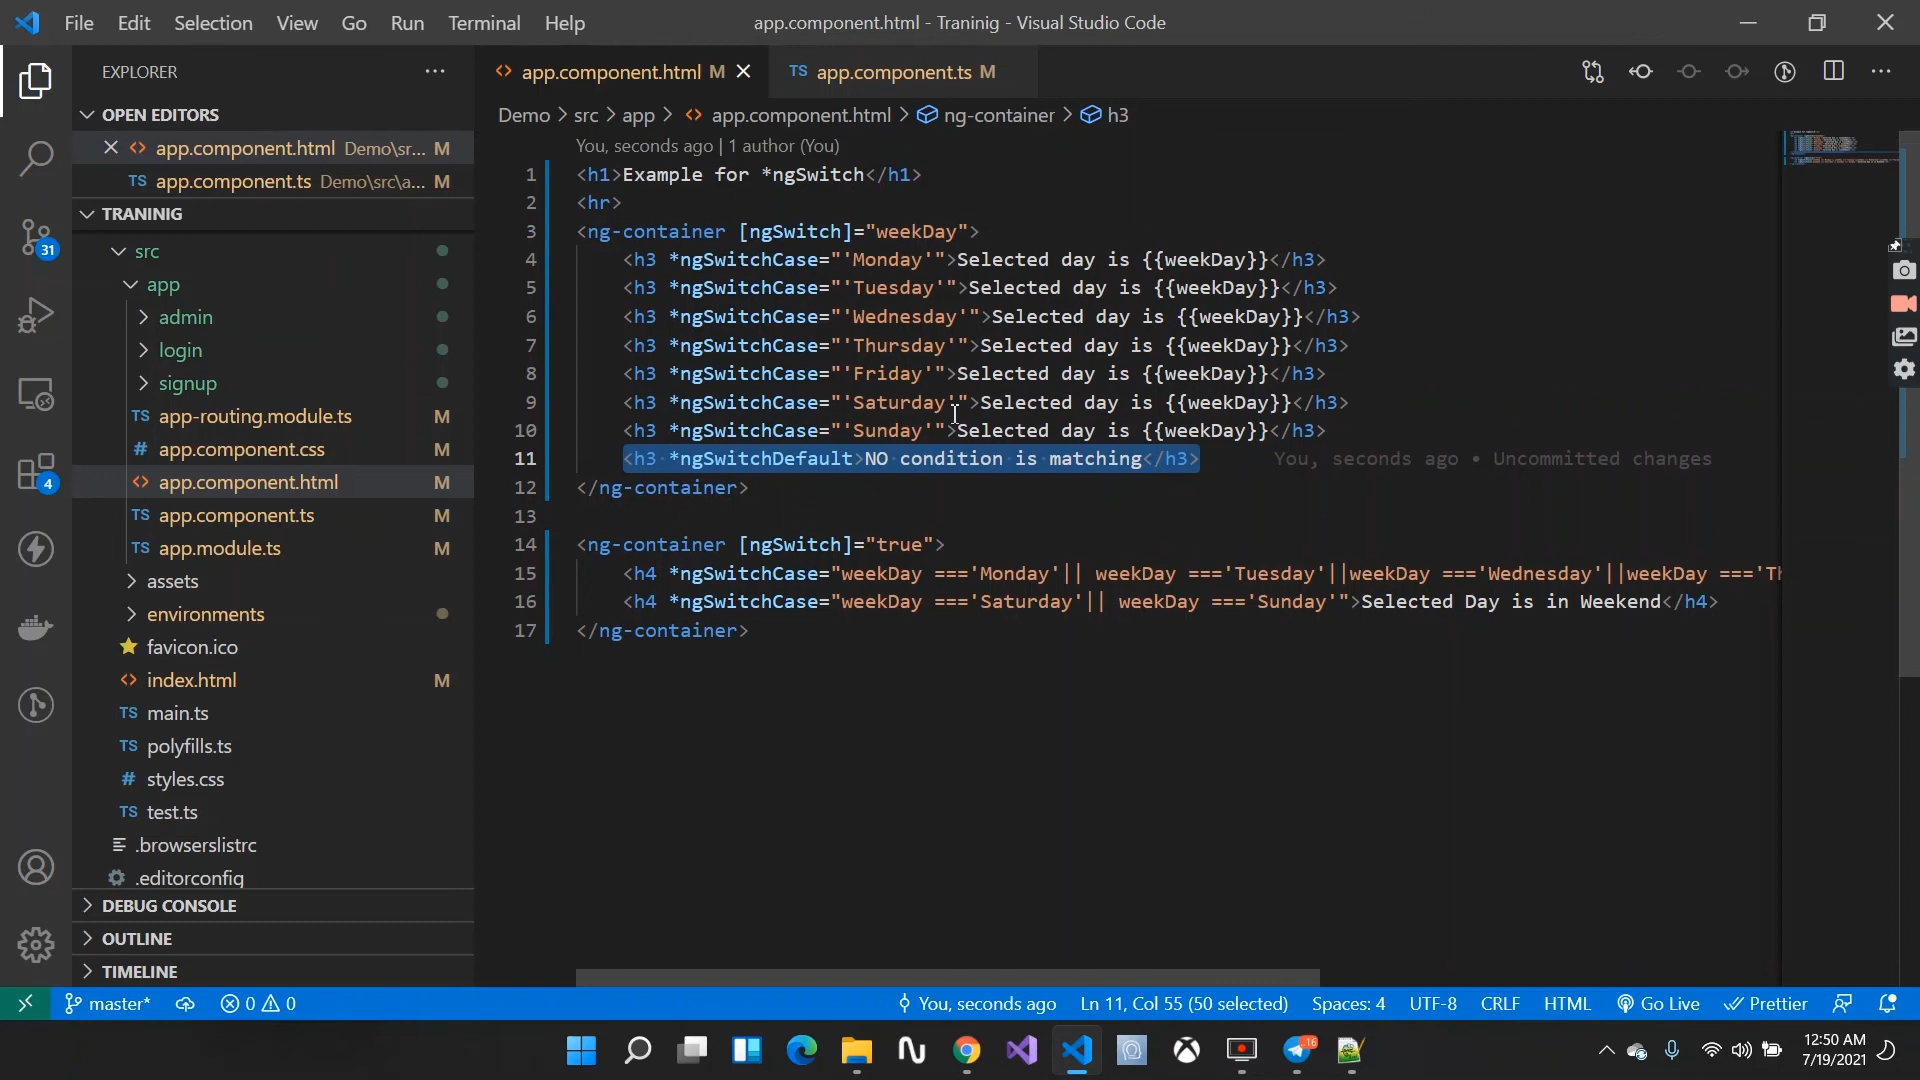 File Edit Selection View Go Run Terminal Help
app.component.html - Traninig - Visual Studio Code
EXPLORER
OPEN EDITORS
app.component.html Demo\sr... M
TS app.component.ts Demo\src\a... M
TRANINIG
src
app
admin
login
signup
TS app-routing.module.ts
# app.component.css
<> app.component.html M
TS app.component.ts M
TS app.module.ts M
assets
environments
favicon.ico
<> index.html M
TS main.ts
TS polyfills.ts
# styles.css
TS test.ts
.browserslistrc
.editorconfig
DEBUG CONSOLE
OUTLINE
TIMELINE
31
4
<> app.component.html M
TS app.component.ts M
Demo > src > app > <> app.component.html > ng-container > h3
You, seconds ago | 1 author (You)
1 <h1>Example for *ngSwitch</h1>
2 <hr>
3 <ng-container [ngSwitch]="weekDay">
4 <h3 *ngSwitchCase="'Monday'">Selected day is {{weekDay}}</h3>
5 <h3 *ngSwitchCase="'Tuesday'">Selected day is {{weekDay}}</h3>
6 <h3 *ngSwitchCase="'Wednesday'">Selected day is {{weekDay}}</h3>
7 <h3 *ngSwitchCase="'Thursday'">Selected day is {{weekDay}}</h3>
8 <h3 *ngSwitchCase="'Friday'">Selected day is {{weekDay}}</h3>
9 <h3 *ngSwitchCase="'Saturday'">Selected day is {{weekDay}}</h3>
10 <h3 *ngSwitchCase="'Sunday'">Selected day is {{weekDay}}</h3>
11 <h3 *ngSwitchDefault>NO condition is matching</h3> You, seconds ago • Uncommitted changes
12 </ng-container>
13
14 <ng-container [ngSwitch]="true">
15 <h4 *ngSwitchCase="weekDay ==='Monday'|| weekDay ==='Tuesday'||weekDay ==='Wednesday'||weekDay ==='Th
16 <h4 *ngSwitchCase="weekDay ==='Saturday'|| weekDay ==='Sunday'">Selected Day is in Weekend</h4>
17 </ng-container>
master* 0 0 You, seconds ago Ln 11, Col 55 (50 selected) Spaces: 4 UTF-8 CRLF HTML Go Live Prettier
16
12:50 AM
7/19/2021